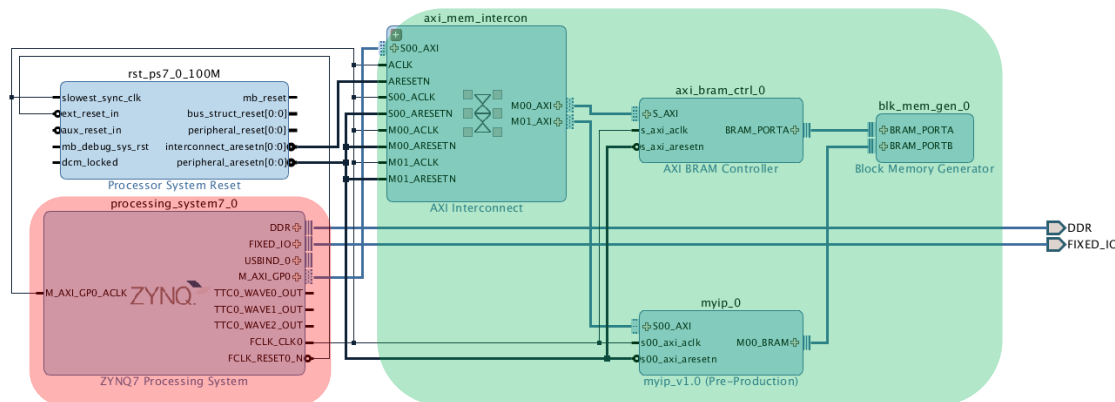 axi_mem_intercon
S00_AXI
ACLK
ARESETN
S00_ACLK
S00_ARESETN
M00_ACLK
M00_ARESETN
M01_ACLK
M01_ARESETN
M00_AXI
M01_AXI
AXI Interconnect
rst_ps7_0_100M
slowest_sync_clk
ext_reset_in
aux_reset_in
mb_debug_sys_rst
dcm_locked
mb_reset
bus_struct_reset[0:0]
peripheral_reset[0:0]
interconnect_aresetn[0:0]
peripheral_aresetn[0:0]
Processor System Reset
axi_bram_ctrl_0
S_AXI
s_axi_aclk
s_axi_aresetn
BRAM_PORTA
AXI BRAM Controller
blk_mem_gen_0
BRAM_PORTA
BRAM_PORTB
Block Memory Generator
processing_system7_0
M_AXI_GP0_ACLK
ZYNQ
DDR
FIXED_IO
USBIND_0
M_AXI_GP0
TTC0_WAVE0_OUT
TTC0_WAVE1_OUT
TTC0_WAVE2_OUT
FCLK_CLK0
FCLK_RESET0_N
ZYNQ7 Processing System
DDR
FIXED_IO
myip_0
S00_AXI
s00_axi_aclk
s00_axi_aresetn
M00_BRAM
myip_v1.0 (Pre-Production)